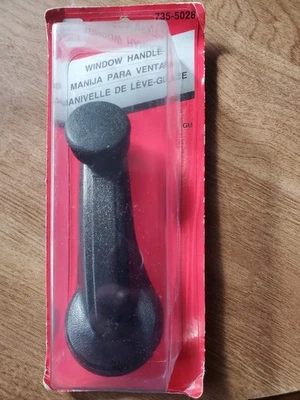 735-5028
WINDOW HANDLE
MANIJA PARA VENTANA
MANIVELLE DE LÈVE-GLACE